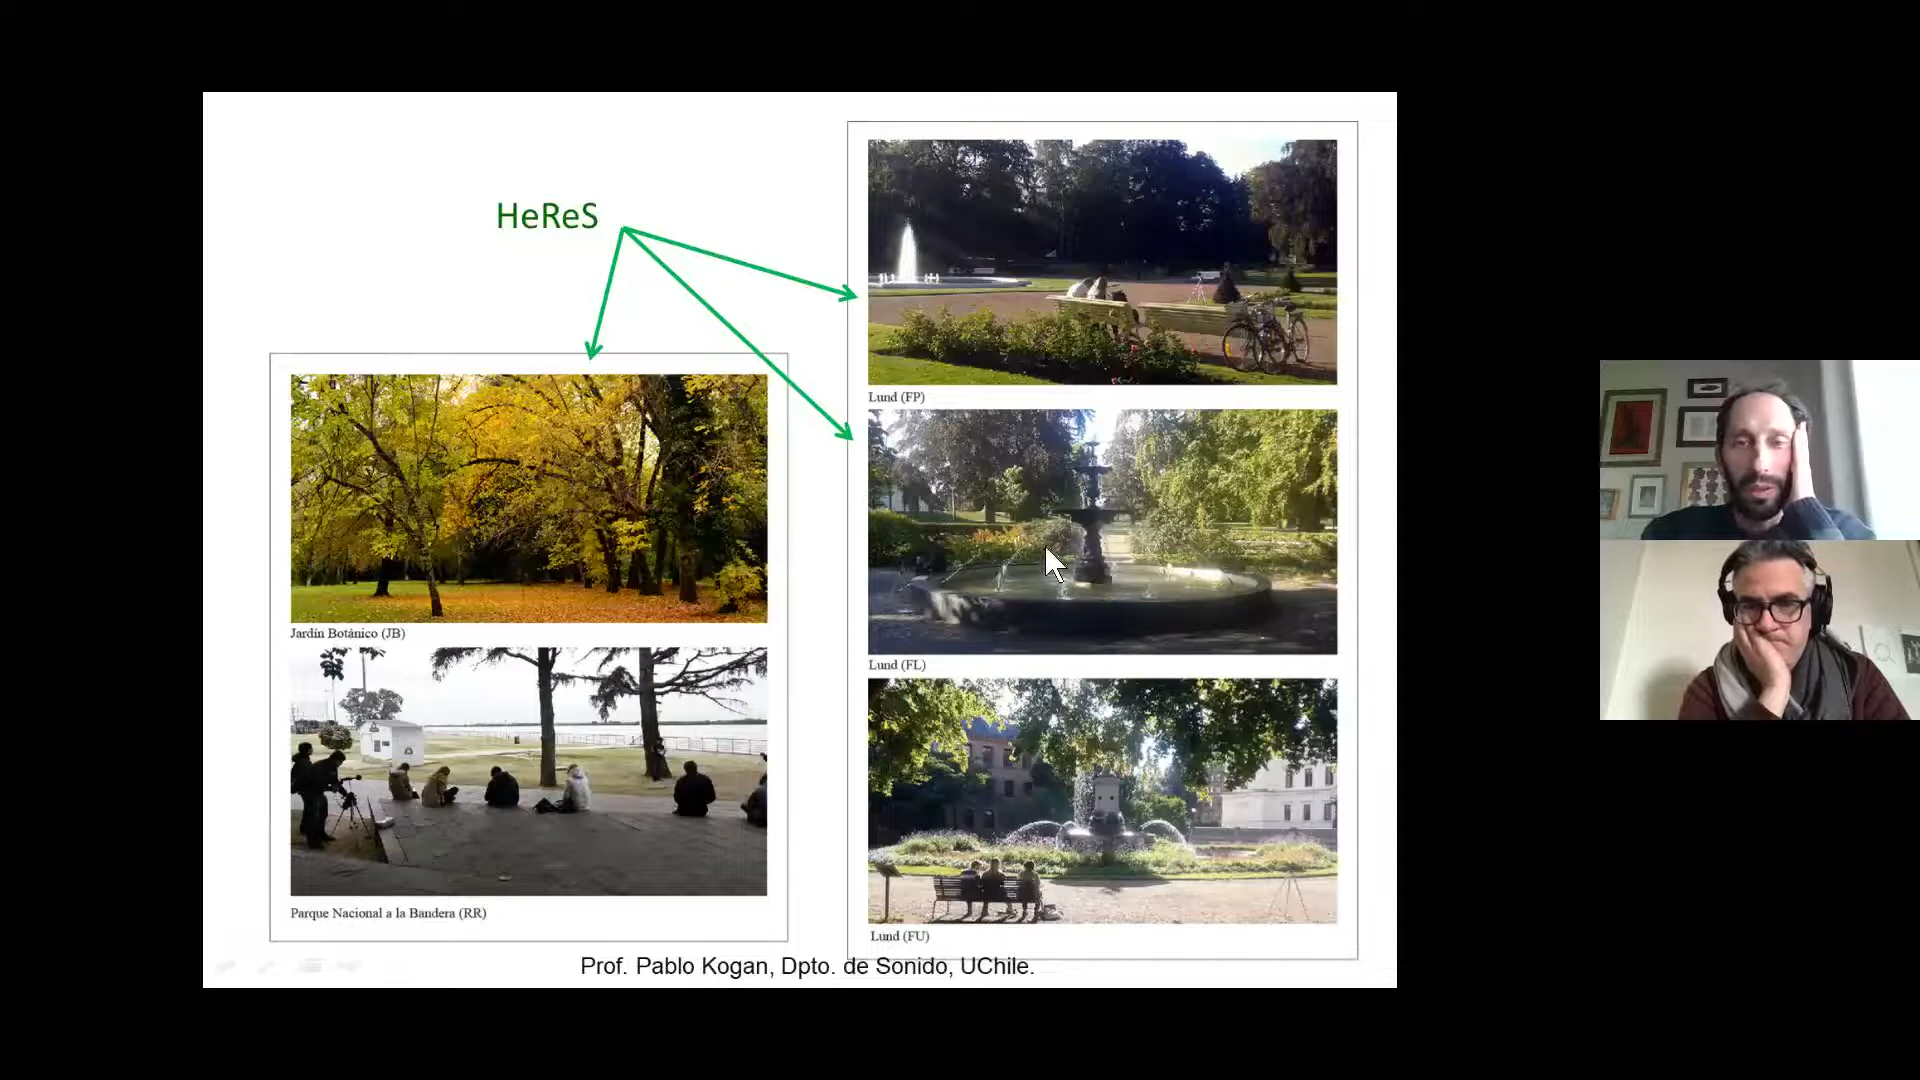 HeReS
Lund (FP)
Jardín Botánico (JB)
Lund (FL)
Parque Nacional a la Bandera (RR)
Lund (FU)
Prof. Pablo Kogan, Dpto. de Sonido, UChile.